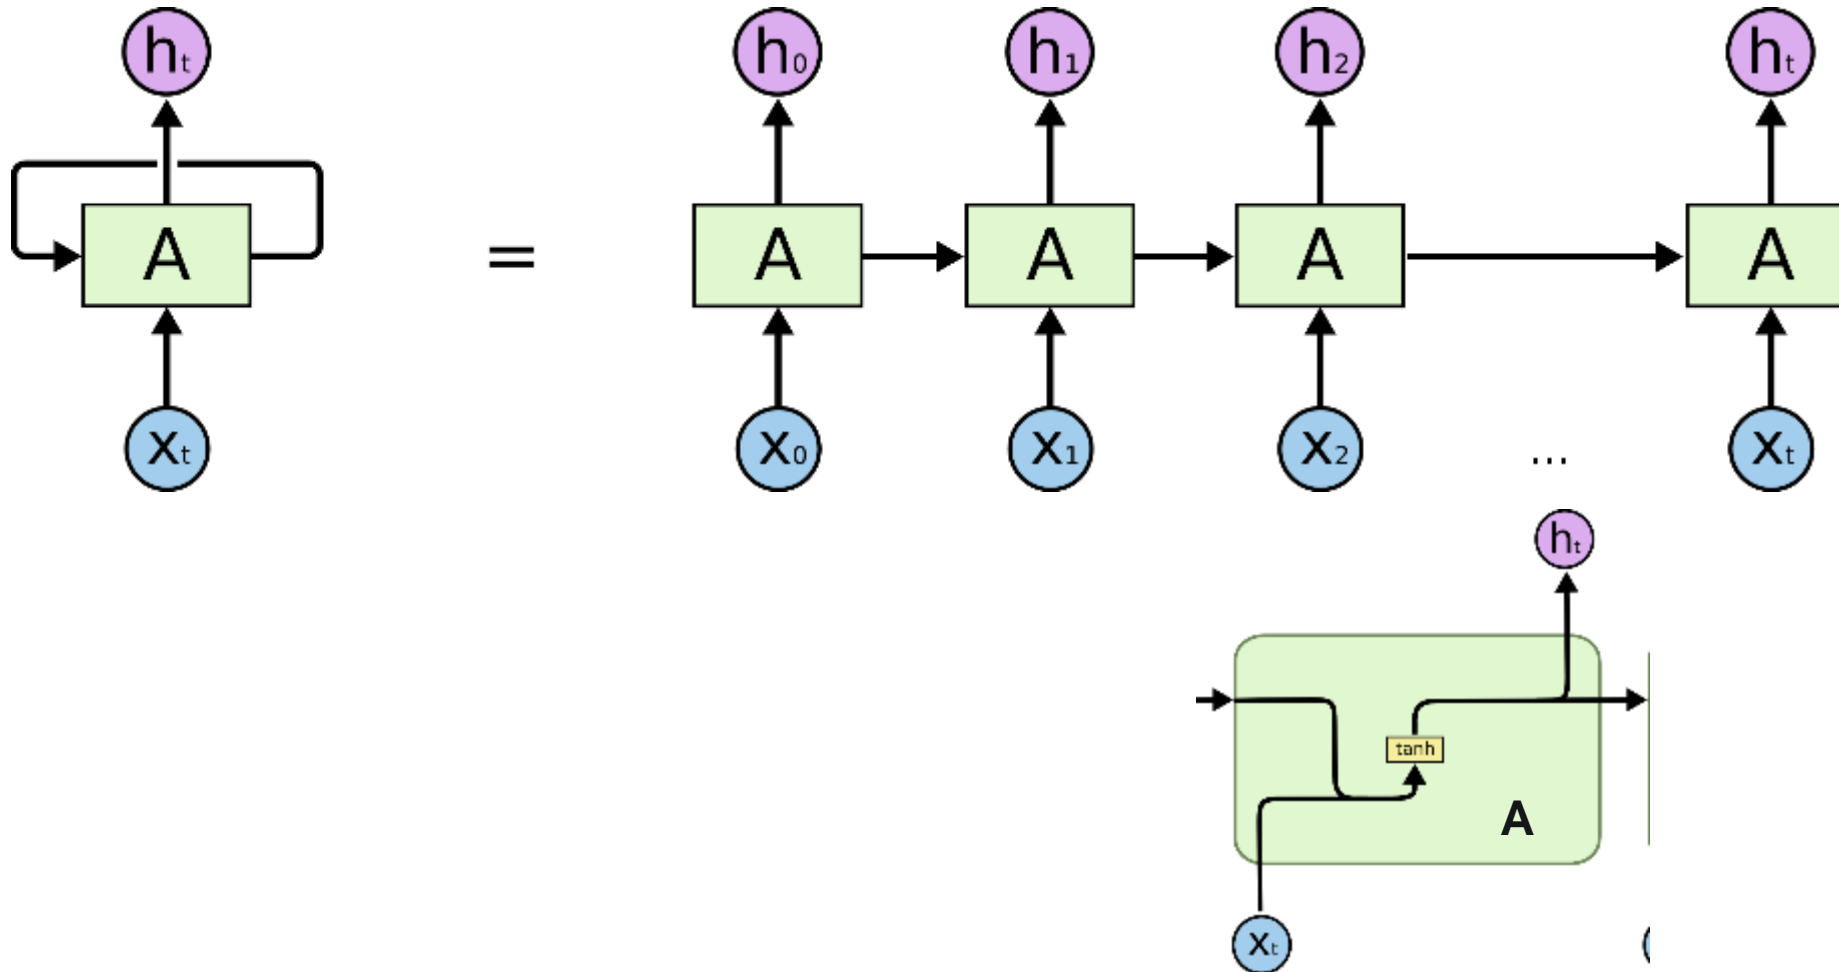 ht h0 h1 h2 ht
A = A A A A
xt x0 x1 x2 ... xt
ht
tanh
A
xt